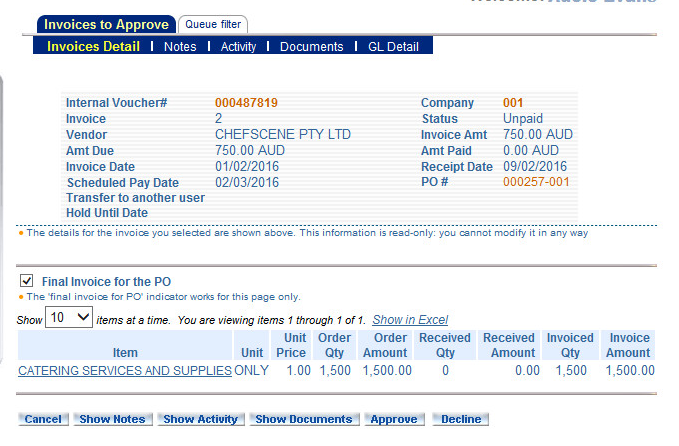 Invoices to Approve Queue filter
Invoices Detail | Notes | Activity | Documents | GL Detail
Internal Voucher# 000487819 Company 001
Invoice 2 Status Unpaid
Vendor CHEFSCENE PTY LTD Invoice Amt 750.00 AUD
Amt Due 750.00 AUD Amt Paid 0.00 AUD
Invoice Date 01/02/2016 Receipt Date 09/02/2016
Scheduled Pay Date 02/03/2016 PO # 000257-001
Transfer to another user
Hold Until Date
The details for the invoice you selected are shown above. This information is read-only: you cannot modify it in any way
Final Invoice for the PO
The 'final invoice for PO' indicator works for this page only.
Show 10 items at a time. You are viewing items 1 through 1 of 1. Show in Excel
Unit Order Order Received Received Invoiced Invoice
Item Unit Price Qty Amount Qty Amount Qty Amount
CATERING SERVICES AND SUPPLIES ONLY 1.00 1,500 1,500.00 0 0.00 1,500 1,500.00
Cancel Show Notes Show Activity Show Documents Approve Decline